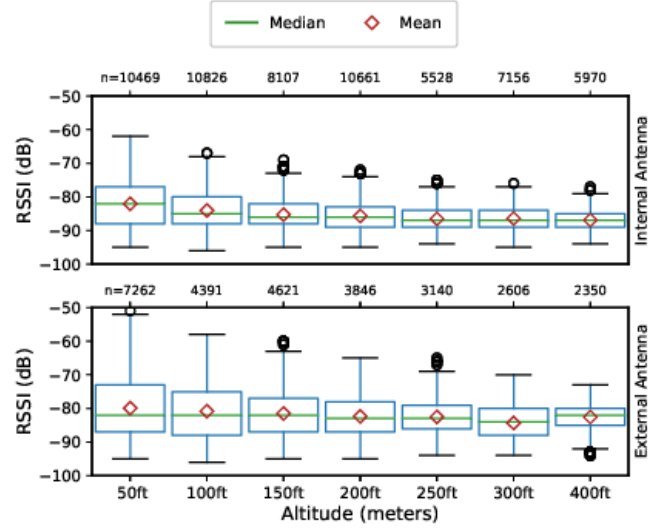 Median Mean
n=10469 10826 8107 10661 5528 7156 5970
−50
−60
−70
−80
−90
−100
RSSI (dB)
Internal Antenna
n=7262 4391 4621 3846 3140 2606 2350
−50
−60
−70
−80
−90
−100
RSSI (dB)
External Antenna
50ft 100ft 150ft 200ft 250ft 300ft 400ft
Altitude (meters)